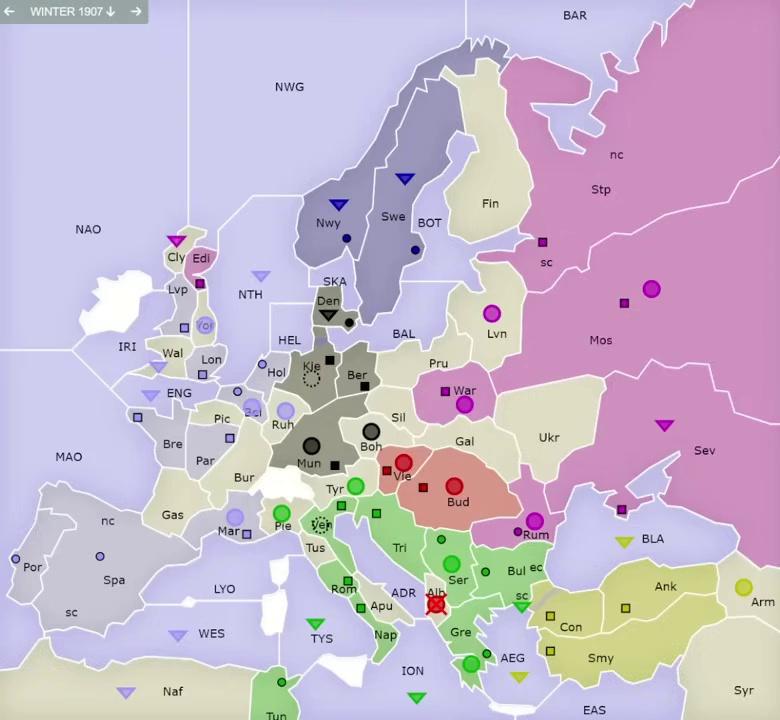 ← WINTER 1907↓ →
BAR
NWG
nc
Stp
Fin
Nwy
Swe
BOT
NAO
Cly
Edi
sc
SKA
Den
NTH
Lvp
Yor
Lvn
Mos
IRI
Wal
Lon
Hol
HEL
BAL
Kie
Ber
Pru
War
ENG
Bel
Ruh
Sil
Pic
Gal
Ukr
Bre
Par
Mun
Boh
Vie
Sev
MAO
Bur
Tyr
Bud
nc
Gas
Mar
Pie
Ven
Tri
Rum
BLA
Por
Spa
Tus
Ser
Bul
ec
sc
Arm
LYO
Rom
ADR
Alb
Ank
sc
Apu
Con
WES
TYS
Nap
Gre
Smy
ION
AEG
Naf
Syr
Tun
EAS